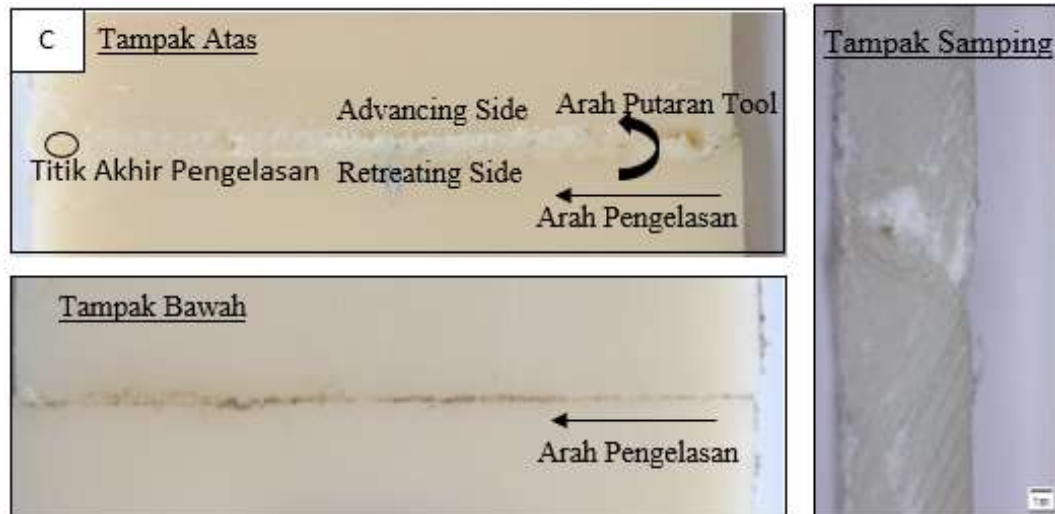 C
Tampak Atas
Advancing Side
Arah Putaran Tool
Titik Akhir Pengelasan
Retreating Side
Arah Pengelasan
Tampak Bawah
Arah Pengelasan
Tampak Samping